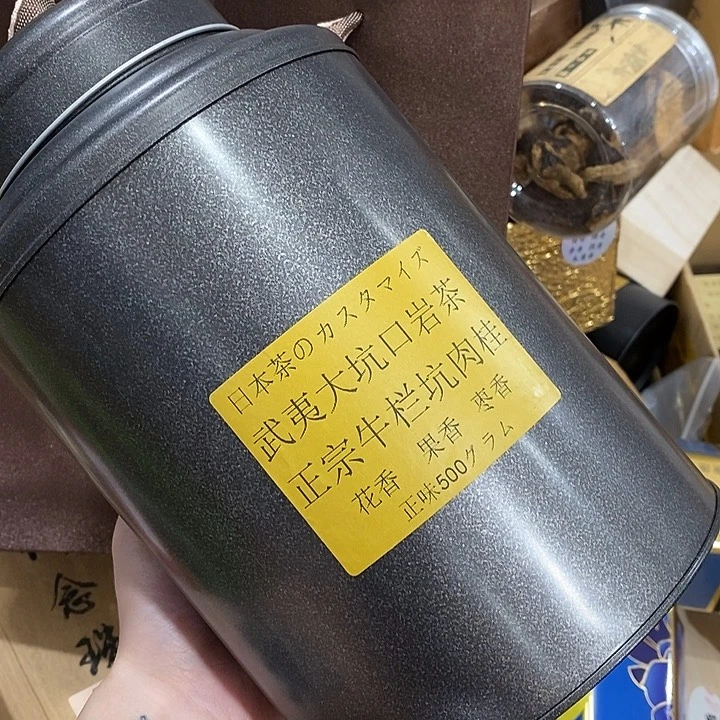 日本茶のカスタマイズ
武夷大坑口岩茶
正宗牛栏坑肉桂
花香 果香 枣香
正味500グラム
念